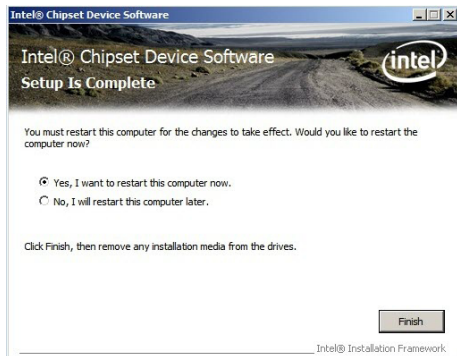 Intel® Chipset Device Software
Intel® Chipset Device Software
intel
Setup Is Complete
You must restart this computer for the changes to take effect. Would you like to restart the
computer now?
Yes, I want to restart this computer now.
No, I will restart this computer later.
Click Finish, then remove any installation media from the drives.
Finish
Intel® Installation Framework